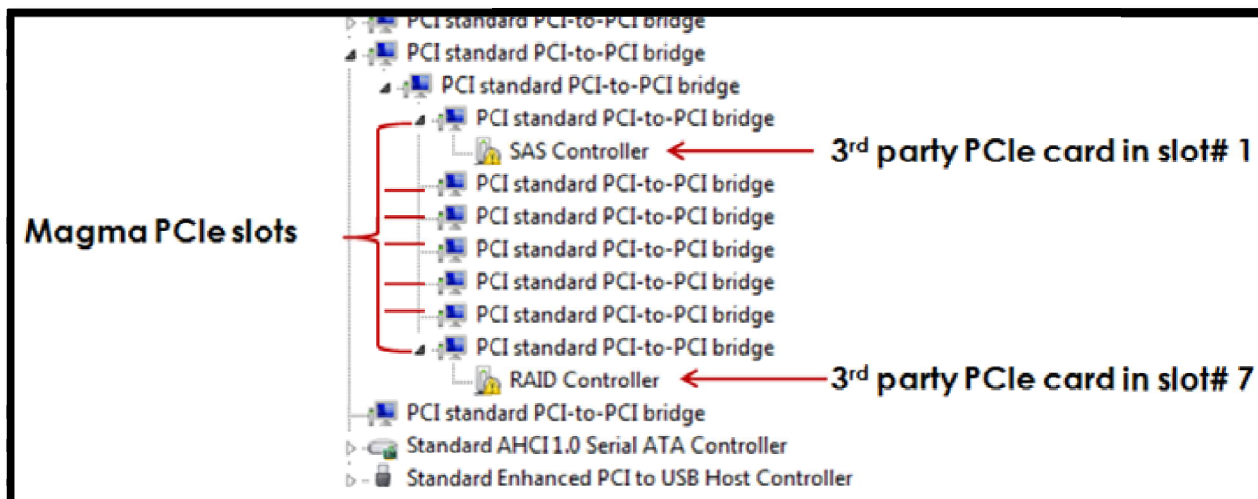 PCI standard PCI-to-PCI bridge
PCI standard PCI-to-PCI bridge
PCI standard PCI-to-PCI bridge
PCI standard PCI-to-PCI bridge
SAS Controller
3rd party PCIe card in slot# 1
PCI standard PCI-to-PCI bridge
PCI standard PCI-to-PCI bridge
Magma PCIe slots
PCI standard PCI-to-PCI bridge
PCI standard PCI-to-PCI bridge
PCI standard PCI-to-PCI bridge
PCI standard PCI-to-PCI bridge
RAID Controller
3rd party PCIe card in slot# 7
PCI standard PCI-to-PCI bridge
Standard AHCI 1.0 Serial ATA Controller
Standard Enhanced PCI to USB Host Controller